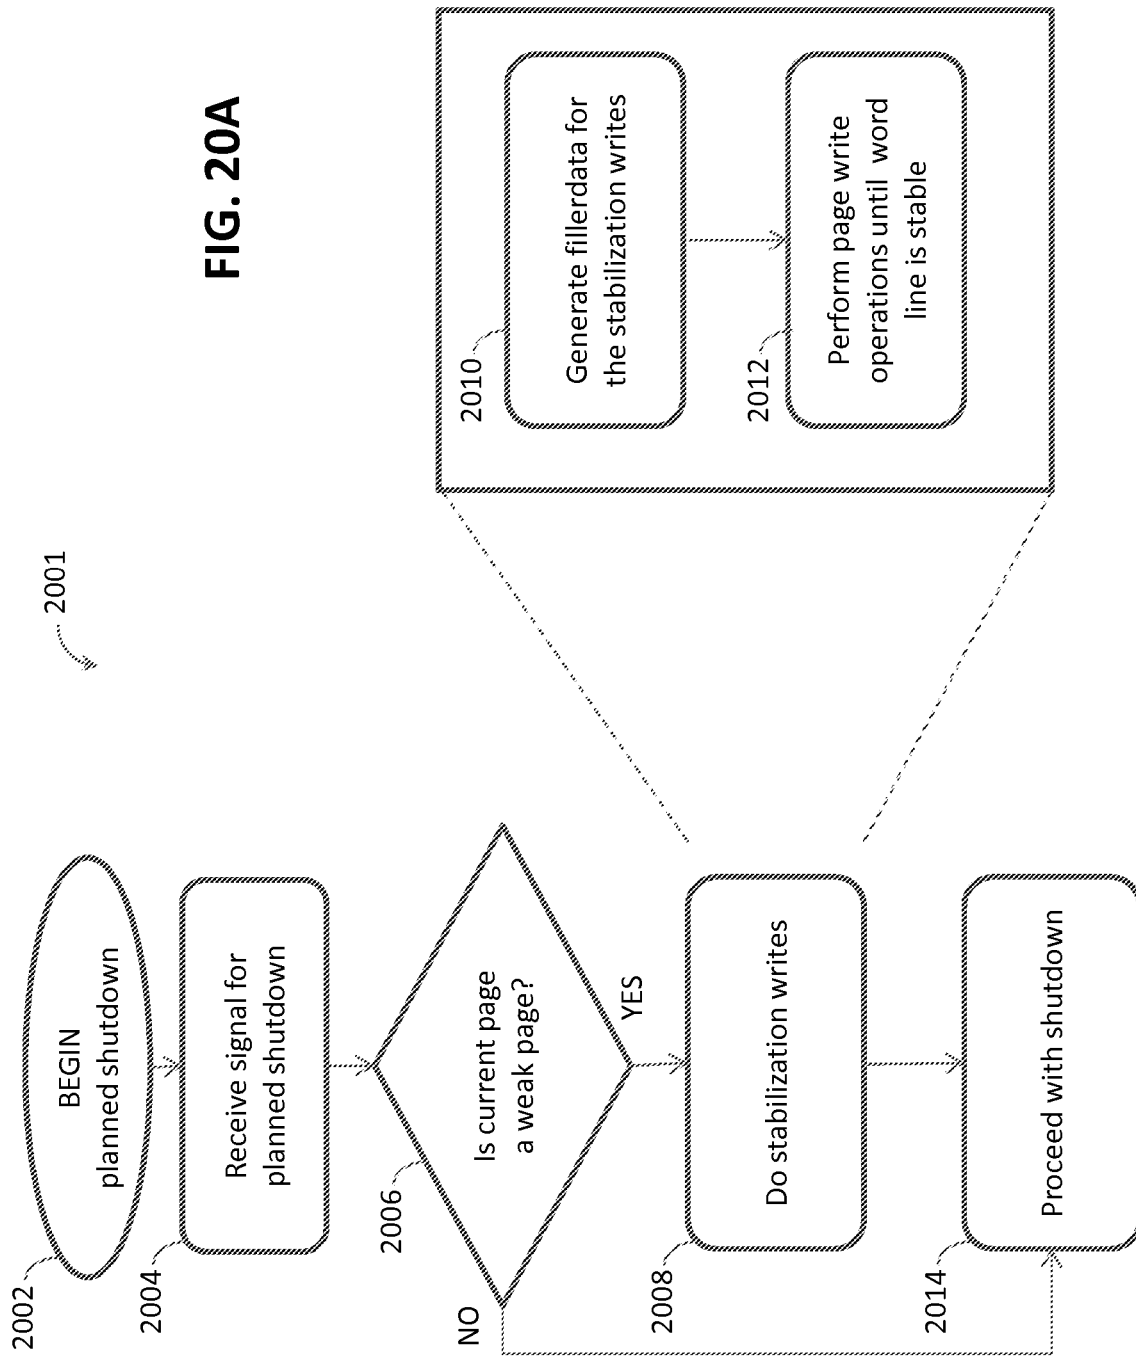 FIG. 20A
2001
2002
BEGIN
planned shutdown
2004
Receive signal for
planned shutdown
2006
Is current page
a weak page?
NO
YES
2008
Do stabilization writes
2010
Generate fillerdata for
the stabilization writes
2012
Perform page write
operations until word
line is stable
2014
Proceed with shutdown